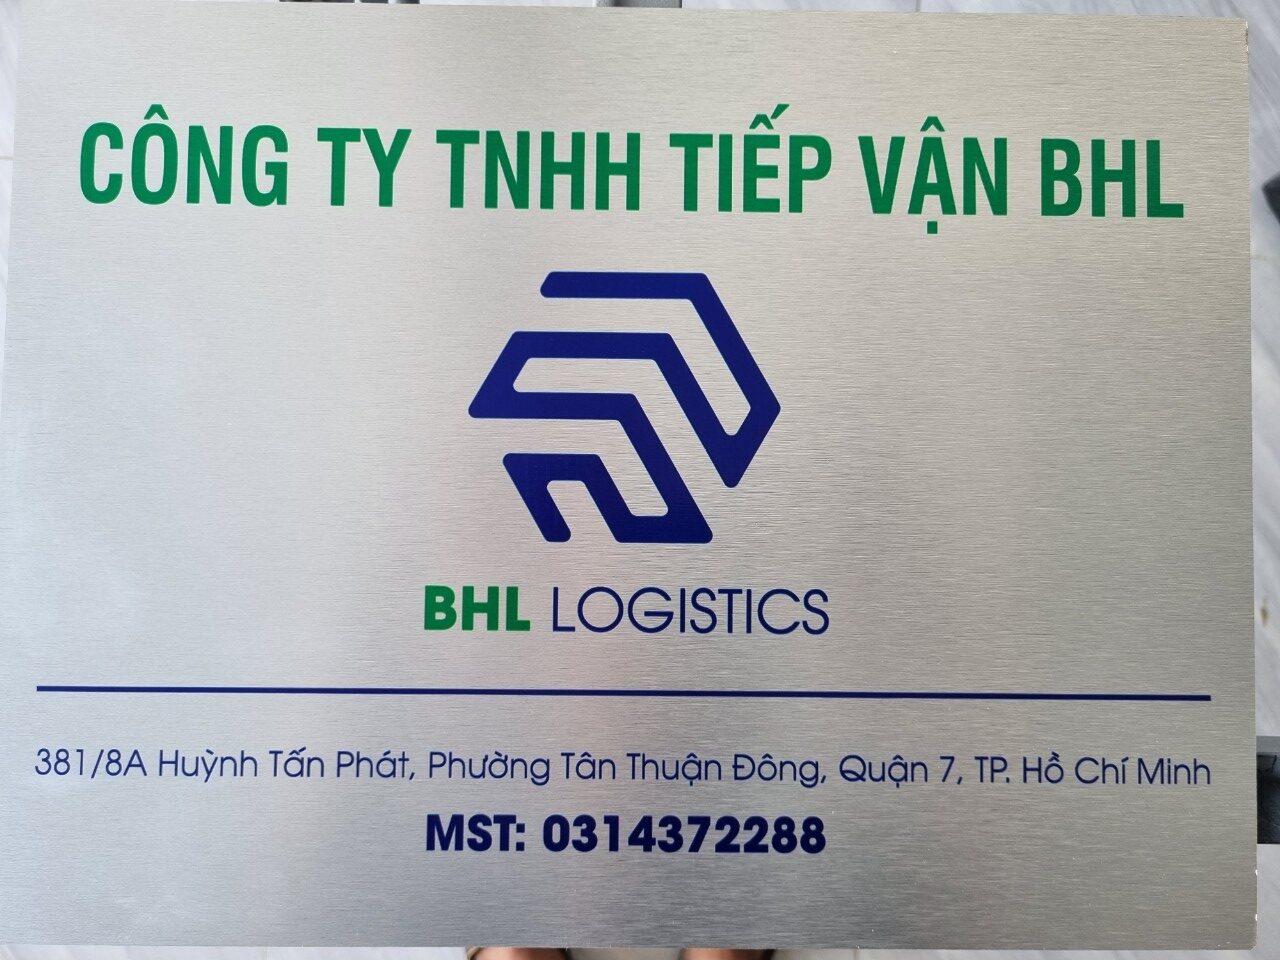 CÔNG TY TNHH TIẾP VẬN BHL
BHL LOGISTICS
381/8A Huỳnh Tấn Phát, Phường Tân Thuận Đông, Quận 7, TP. Hồ Chí Minh
MST: 0314372288